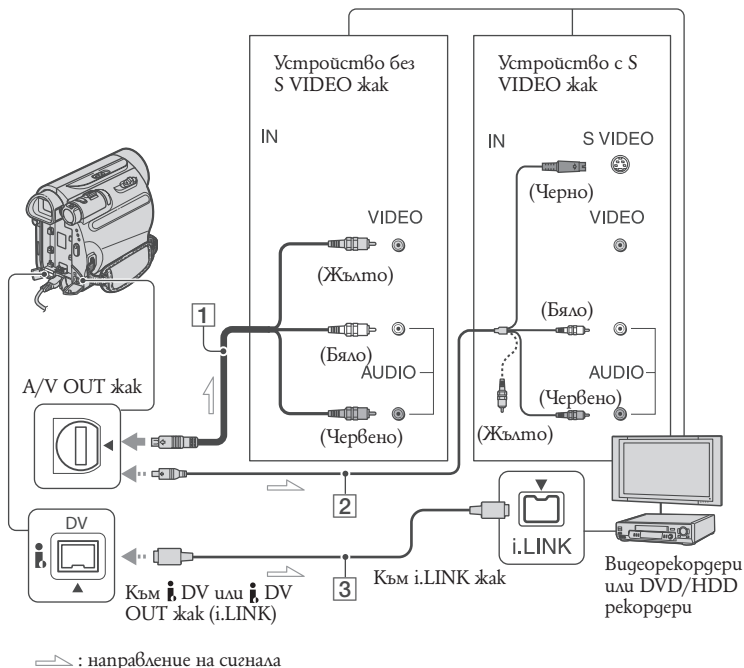 Устройство без
S VIDEO жак
IN
VIDEO
(Жълто)
(Бяло)
AUDIO
(Червено)
Устройство с S
VIDEO жак
IN
S VIDEO
(Черно)
VIDEO
(Бяло)
AUDIO
(Червено)
(Жълто)
1
A/V OUT жак
2
DV
i
Към i DV или i DV
OUT жак (i.LINK)
3
Към i.LINK жак
i.LINK
Видеорекордери
или DVD/HDD
рекордери
: направление на сигнала